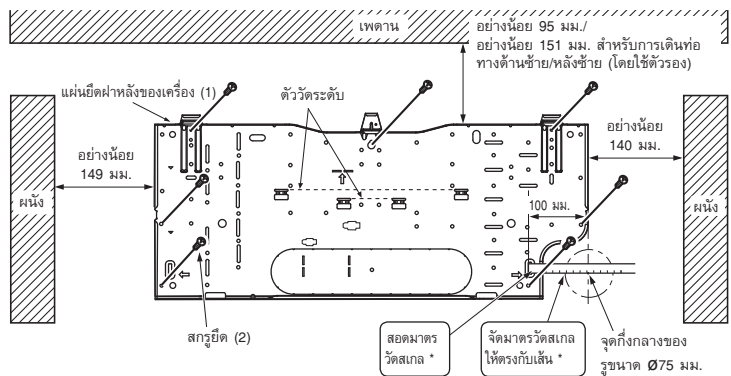 เพดาน
อย่างน้อย 95 มม./
อย่างน้อย 151 มม. สำหรับการเดินท่อ
ทางด้านซ้าย/หลังซ้าย (โดยใช้ตัวรอง)
แผ่นยึดฝาหลังของเครื่อง (1)
ตัววัดระดับ
อย่างน้อย
149 มม.
อย่างน้อย
140 มม.
ผนัง
100 มม.
ผนัง
สกรูยึด (2)
สอดมาตร
วัดสเกล *
จัดมาตรวัดสเกล
ให้ตรงกับเส้น *
จุดกึ่งกลางของ
รูขนาด Ø75 มม.